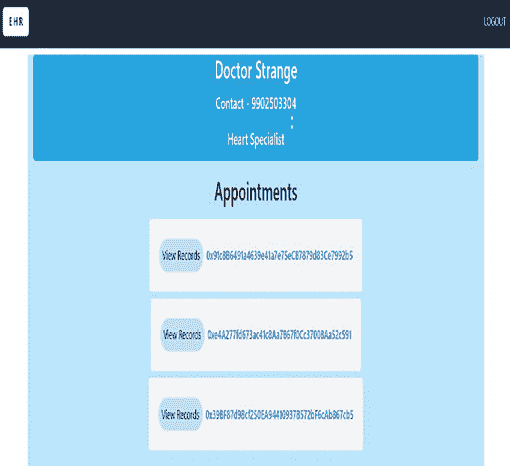 EHR
LOGOUT
Doctor Strange
Contact - 9902503304
:
Heart Specialist
Appointments
View Records
View Records
View Records